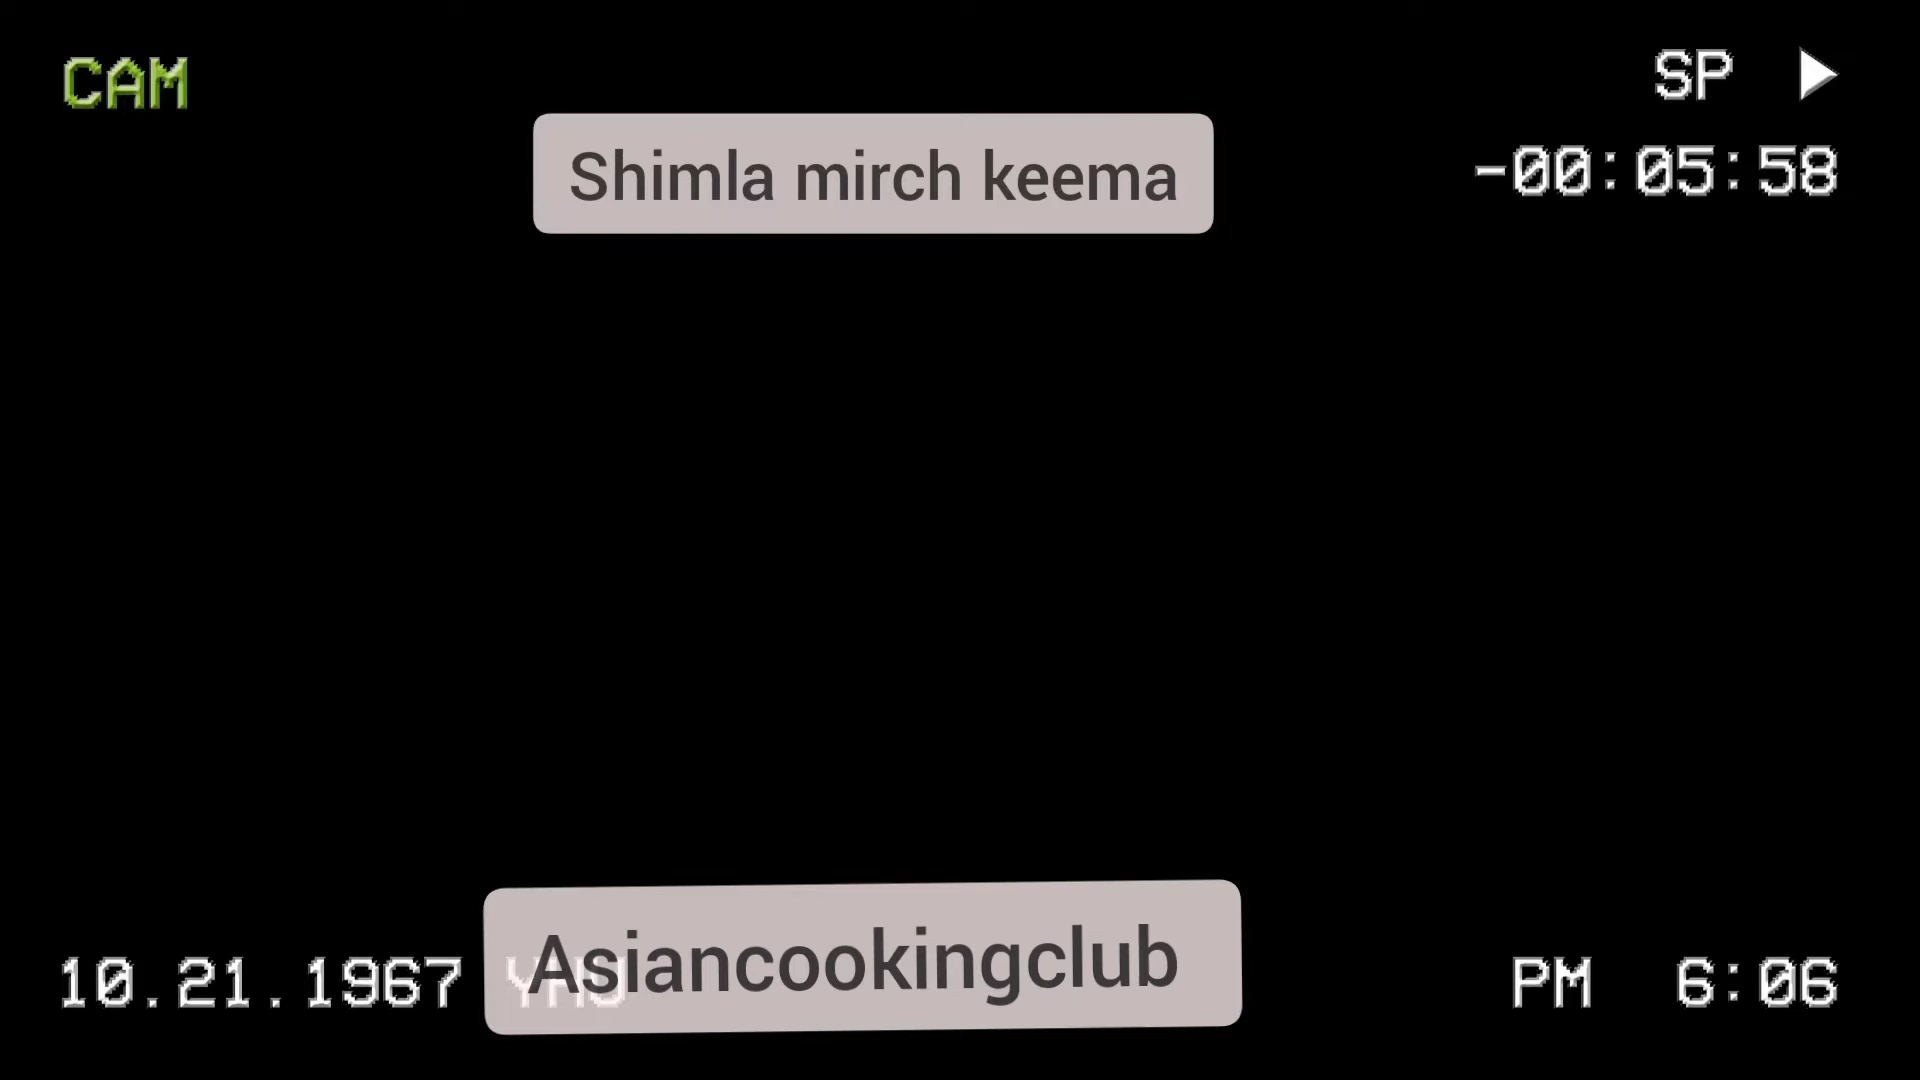 CAM
SP
Shimla mirch keema
-00:05:58
Asiancookingclub
10.21.1967
PM 6:06